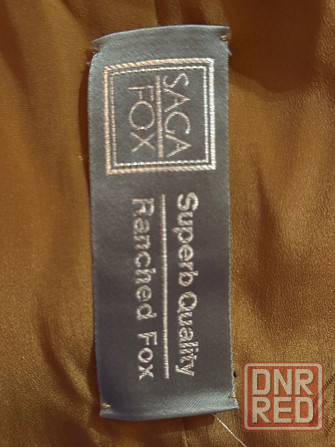 SAGA
FOX
Superb Quality
Ranched Fox
DNR
RED